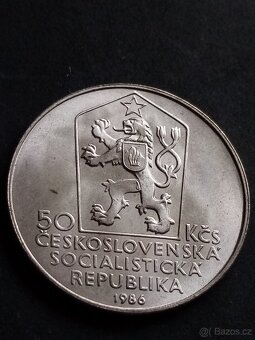 50 KČS
ČESKOSLOVENSKÁ
SOCIALISTICKÁ
REPUBLIKA
1986
bazos.cz